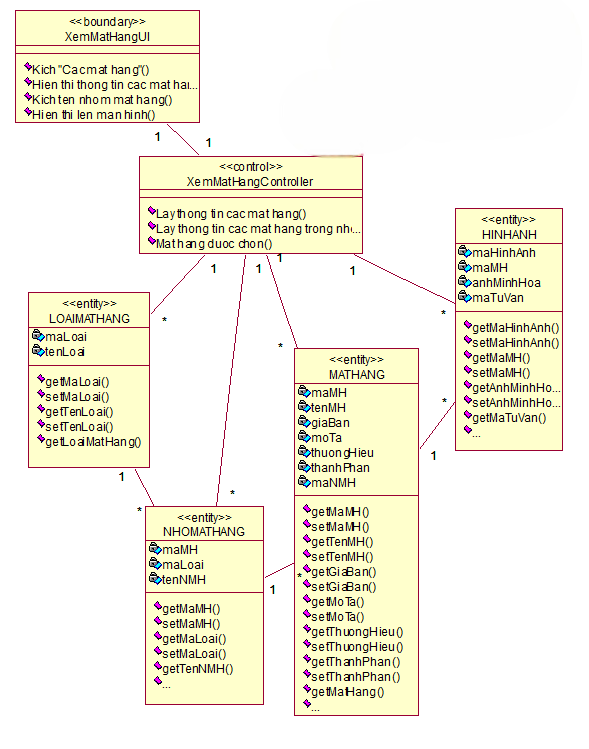 <<boundary>>
XemMatHangUI
Kich "Cac mat hang"()
Hien thi thong tin cac mat har...
Kich ten nhom mat hang()
Hien thi len man hinh()
1
1
<<control>>
XemMatHangController
Lay thong tin cac mat hang()
Lay thong tin cac mat hang trong nho...
Mat hang duoc chon()
1
1
1
1
<<entity>>
HINHANH
maHinhAnh
maMH
anhMinhHoa
maTuVan
getMaHinhAnh()
setMaHinhAnh()
getMaMH()
setMaMH()
getAnhMinhHo...
setAnhMinhHo...
getMaTuVan()
...
*
*
*
*
1
<<entity>>
LOAIMATHANG
maLoai
tenLoai
getMaLoai()
setMaLoai()
getTenLoai()
setTenLoai()
getLoaiMatHang()
1
*
*
<<entity>>
MATHANG
maMH
tenMH
giaBan
moTa
thuongHieu
thanhPhan
maNMH
getMaMH()
setMaMH()
getTenMH()
setTenMH()
getGiaBan()
setGiaBan()
getMoTa()
setMoTa()
getThuongHieu()
setThuongHieu()
getThanhPhan()
setThanhPhan()
getMatHang()
...
<<entity>>
NHOMATHANG
maMH
maLoai
tenNMH
getMaMH()
setMaMH()
getMaLoai()
setMaLoai()
getTenNMH()
...
1
*